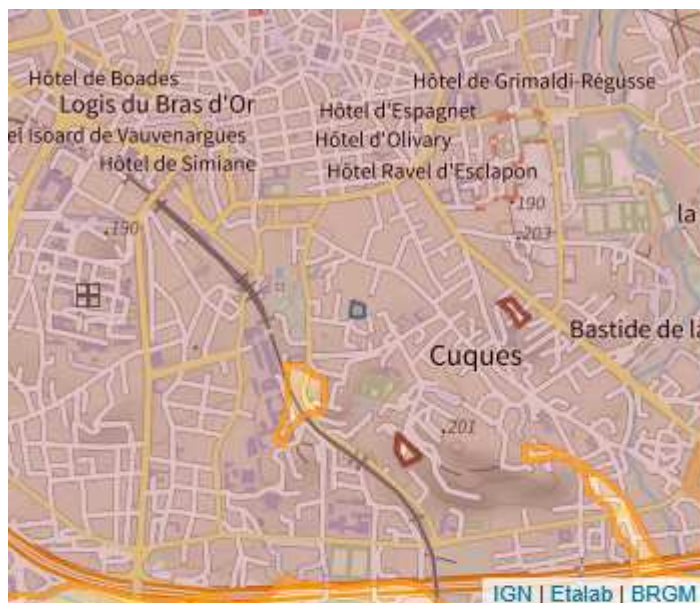 Hôtel de Boades
Hôtel de Grimaldi-Régusse
Logis du Bras d'Or
Hôtel d'Espagnet
el Isoard de Vauvenargues
Hôtel d'Olivary
Hôtel de Simiane
Hôtel Ravel d'Esclapon
190
la
190
203
Bastide de la
Cuques
201
IGN | Etalab | BRGM